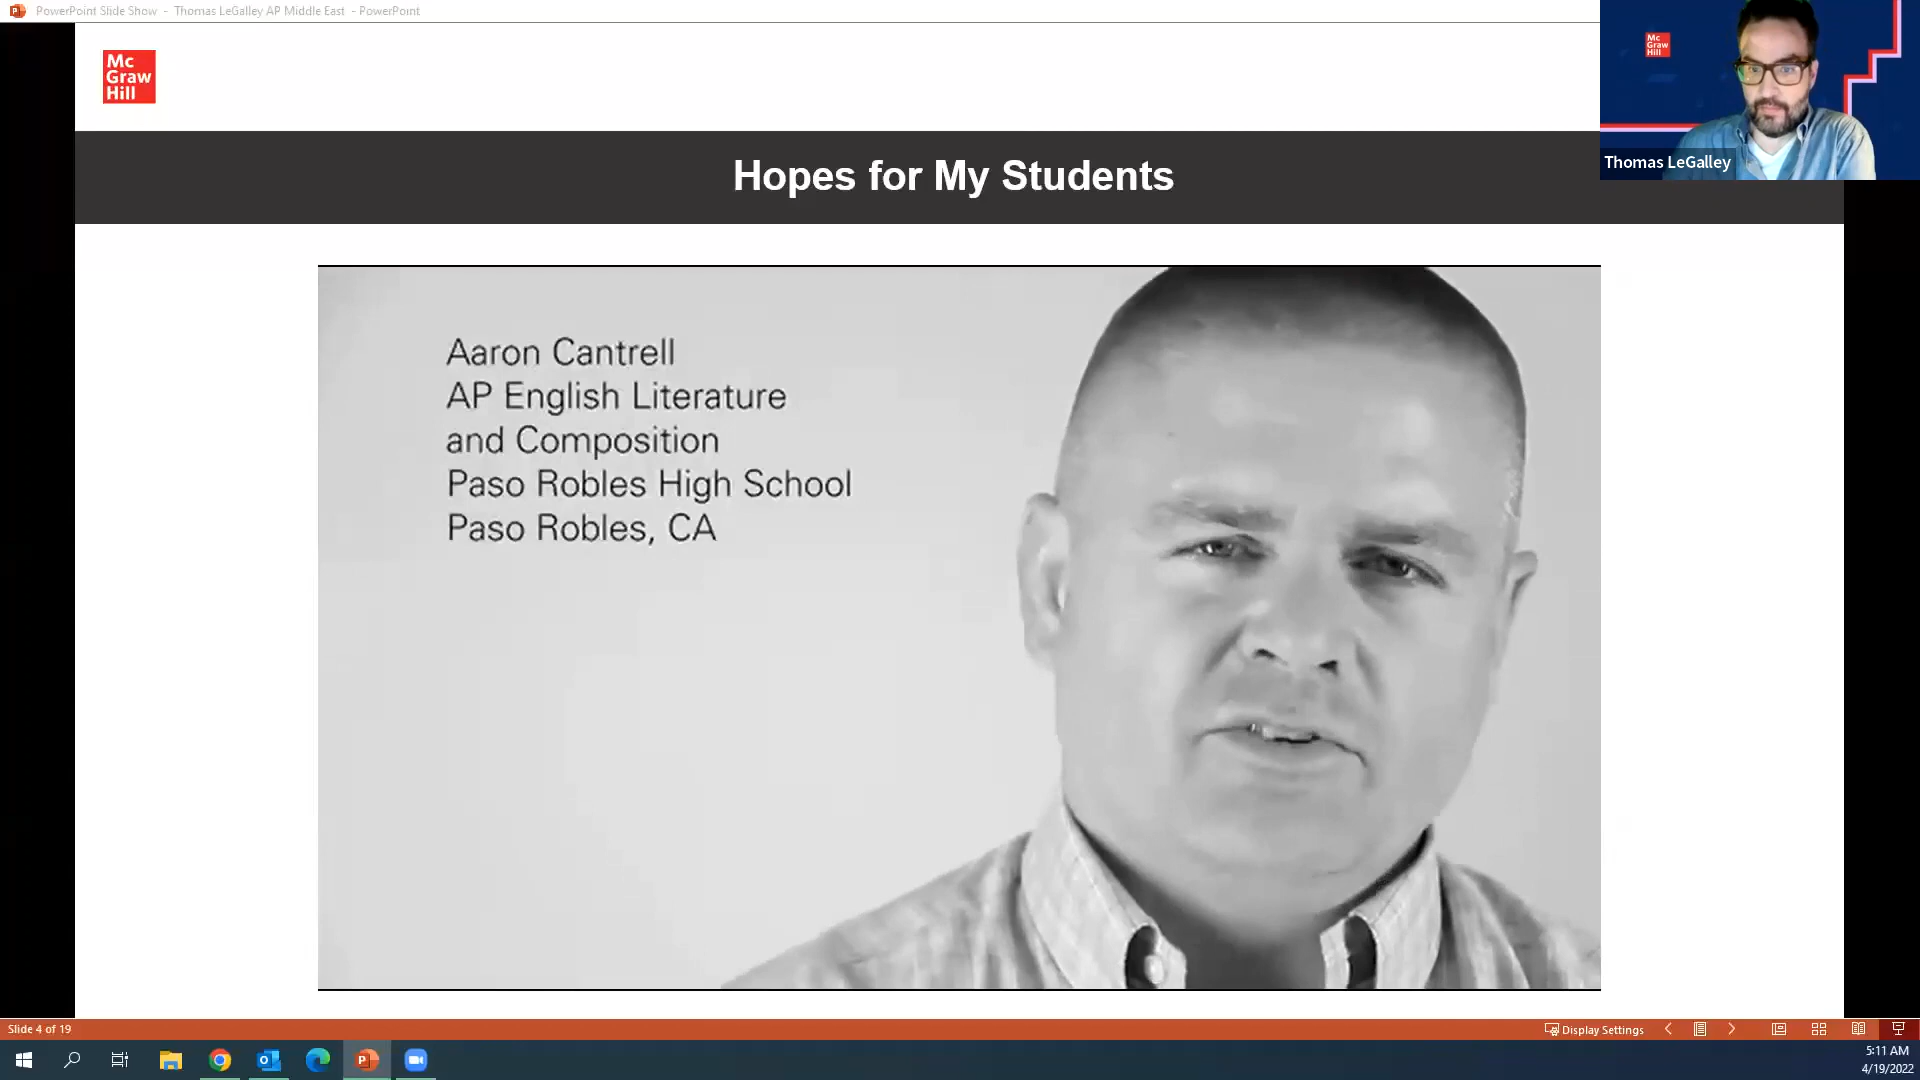 PowerPoint Slide Show - Thomas LeGalley AP Middle East - PowerPoint
Mc
Graw
Hill
Mc
Graw
Hill
Thomas LeGalley
Hopes for My Students
Aaron Cantrell
AP English Literature
and Composition
Paso Robles High School
Paso Robles, CA
Slide 4 of 19
Display Settings
5:11 AM
4/19/2022